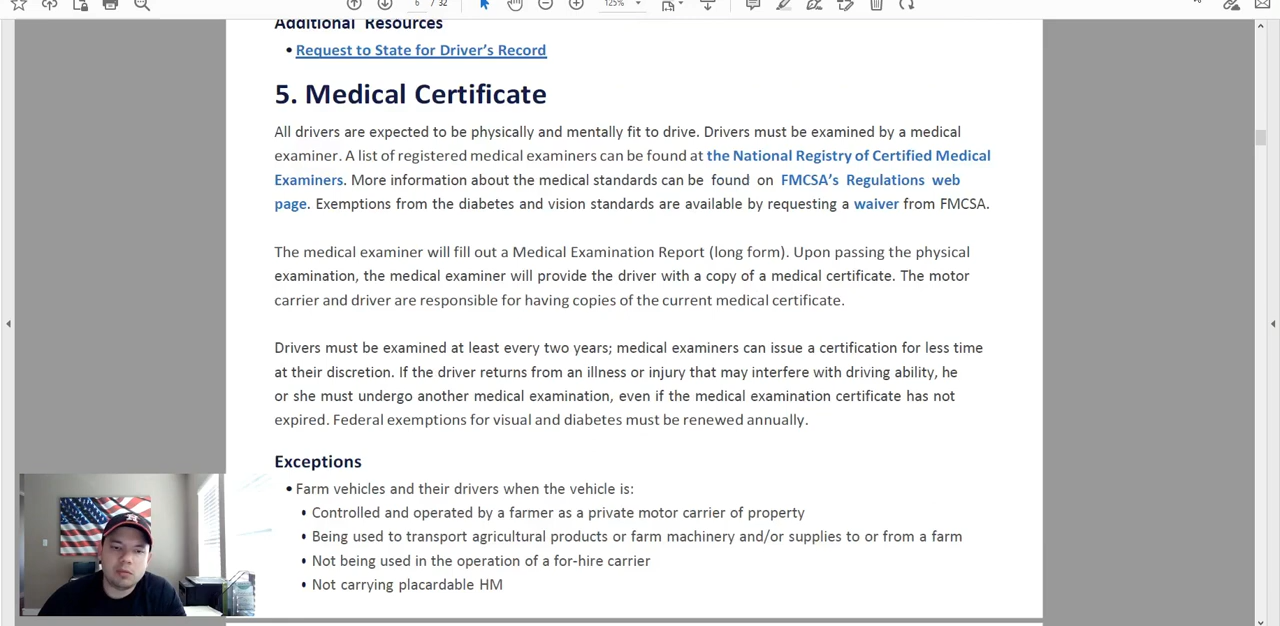 6 / 32
125%
Additional Resources
• Request to State for Driver's Record
5. Medical Certificate
All drivers are expected to be physically and mentally fit to drive. Drivers must be examined by a medical
examiner. A list of registered medical examiners can be found at the National Registry of Certified Medical
Examiners. More information about the medical standards can be found on FMCSA's Regulations web
page. Exemptions from the diabetes and vision standards are available by requesting a waiver from FMCSA.
The medical examiner will fill out a Medical Examination Report (long form). Upon passing the physical
examination, the medical examiner will provide the driver with a copy of a medical certificate. The motor
carrier and driver are responsible for having copies of the current medical certificate.
Drivers must be examined at least every two years; medical examiners can issue a certification for less time
at their discretion. If the driver returns from an illness or injury that may interfere with driving ability, he
or she must undergo another medical examination, even if the medical examination certificate has not
expired. Federal exemptions for visual and diabetes must be renewed annually.
Exceptions
• Farm vehicles and their drivers when the vehicle is:
• Controlled and operated by a farmer as a private motor carrier of property
• Being used to transport agricultural products or farm machinery and/or supplies to or from a farm
• Not being used in the operation of a for-hire carrier
• Not carrying placardable HM